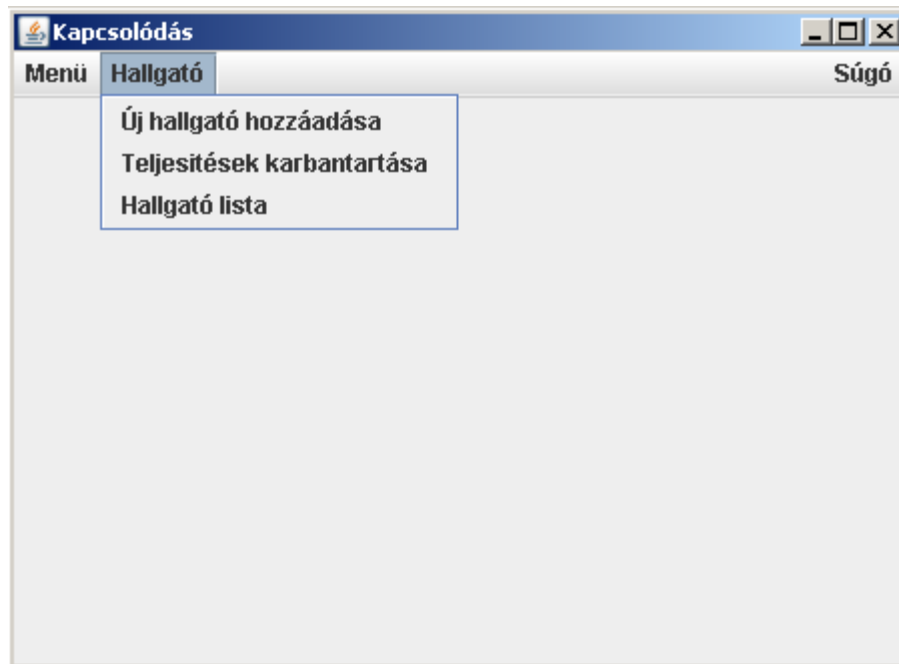 Kapcsolódás
Menü Hallgató Súgó
Új hallgató hozzáadása
Teljesitések karbantartása
Hallgató lista